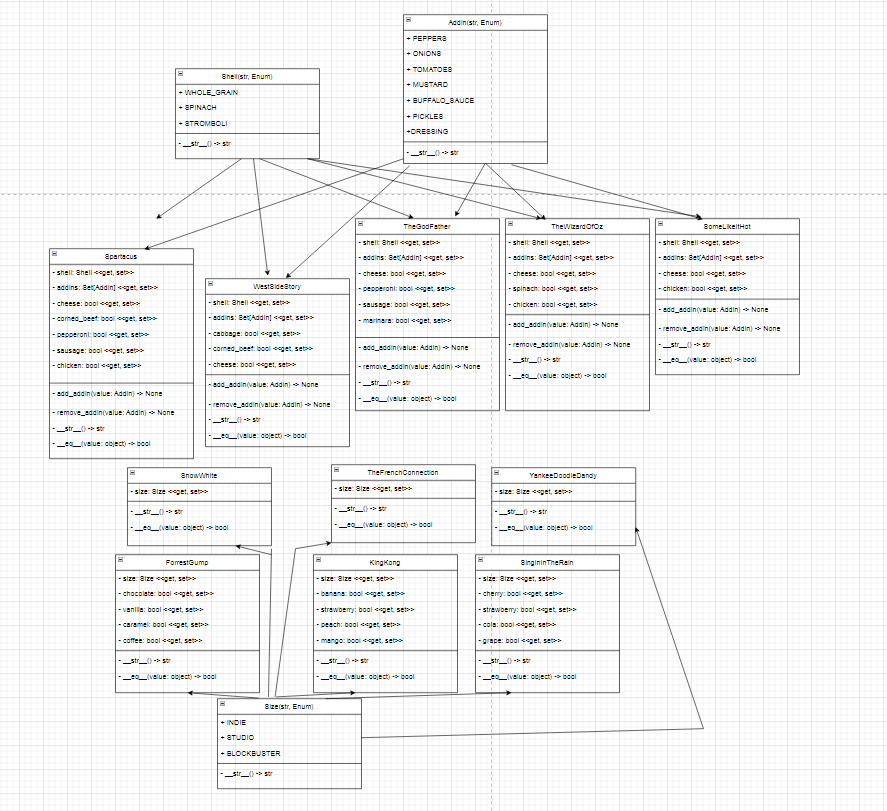 AddIn(str, Enum)
+ PEPPERS
+ ONIONS
+ TOMATOES
+ MUSTARD
+ BUFFALO_SAUCE
+ PICKLES
+DRESSING
- __str__() -> str
Shell(str, Enum)
+ WHOLE_GRAIN
+ SPINACH
+ STROMBOLI
- __str__() -> str
Spartacus
- shell: Shell <<get, set>>
- addins: Set[AddIn] <<get, set>>
- cheese: bool <<get, set>>
- corned_beef: bool <<get, set>>
- pepperoni: bool <<get, set>>
- sausage: bool <<get, set>>
- chicken: bool <<get, set>>
- add_addin(value: AddIn) -> None
- remove_addin(value: AddIn) -> None
- __str__() -> str
- __eq__(value: object) -> bool
WestSideStory
- shell: Shell <<get, set>>
- addins: Set[AddIn] <<get, set>>
- cabbage: bool <<get, set>>
- corned_beef: bool <<get, set>>
- cheese: bool <<get, set>>
- add_addin(value: AddIn) -> None
- remove_addin(value: AddIn) -> None
- __str__() -> str
- __eq__(value: object) -> bool
TheGodFather
- shell: Shell <<get, set>>
- addins: Set[AddIn] <<get, set>>
- cheese: bool <<get, set>>
- pepperoni: bool <<get, set>>
- sausage: bool <<get, set>>
- marinara: bool <<get, set>>
- add_addin(value: AddIn) -> None
- remove_addin(value: AddIn) -> None
- __str__() -> str
- __eq__(value: object) -> bool
TheWizardOfOz
- shell: Shell <<get, set>>
- addins: Set[AddIn] <<get, set>>
- cheese: bool <<get, set>>
- spinach: bool <<get, set>>
- chicken: bool <<get, set>>
- add_addin(value: AddIn) -> None
- remove_addin(value: AddIn) -> None
- __str__() -> str
- __eq__(value: object) -> bool
SomeLikeItHot
- shell: Shell <<get, set>>
- addins: Set[AddIn] <<get, set>>
- cheese: bool <<get, set>>
- chicken: bool <<get, set>>
- add_addin(value: AddIn) -> None
- remove_addin(value: AddIn) -> None
- __str__() -> str
- __eq__(value: object) -> bool
SnowWhite
- size: Size <<get, set>>
- __str__() -> str
- __eq__(value: object) -> bool
TheFrenchConnection
- size: Size <<get, set>>
- __str__() -> str
- __eq__(value: object) -> bool
YankeeDoodleDandy
- size: Size <<get, set>>
- __str__() -> str
- __eq__(value: object) -> bool
ForrestGump
- size: Size <<get, set>>
- chocolate: bool <<get, set>>
- vanilla: bool <<get, set>>
- caramel: bool <<get, set>>
- coffee: bool <<get, set>>
- __str__() -> str
- __eq__(value: object) -> bool
KingKong
- size: Size <<get, set>>
- banana: bool <<get, set>>
- strawberry: bool <<get, set>>
- peach: bool <<get, set>>
- mango: bool <<get, set>>
- __str__() -> str
- __eq__(value: object) -> bool
SingInInTheRain
- size: Size <<get, set>>
- cherry: bool <<get, set>>
- strawberry: bool <<get, set>>
- cola: bool <<get, set>>
- grape: bool <<get, set>>
- __str__() -> str
- __eq__(value: object) -> bool
Size(str, Enum)
+ INDIE
+ STUDIO
+ BLOCKBUSTER
- __str__() -> str